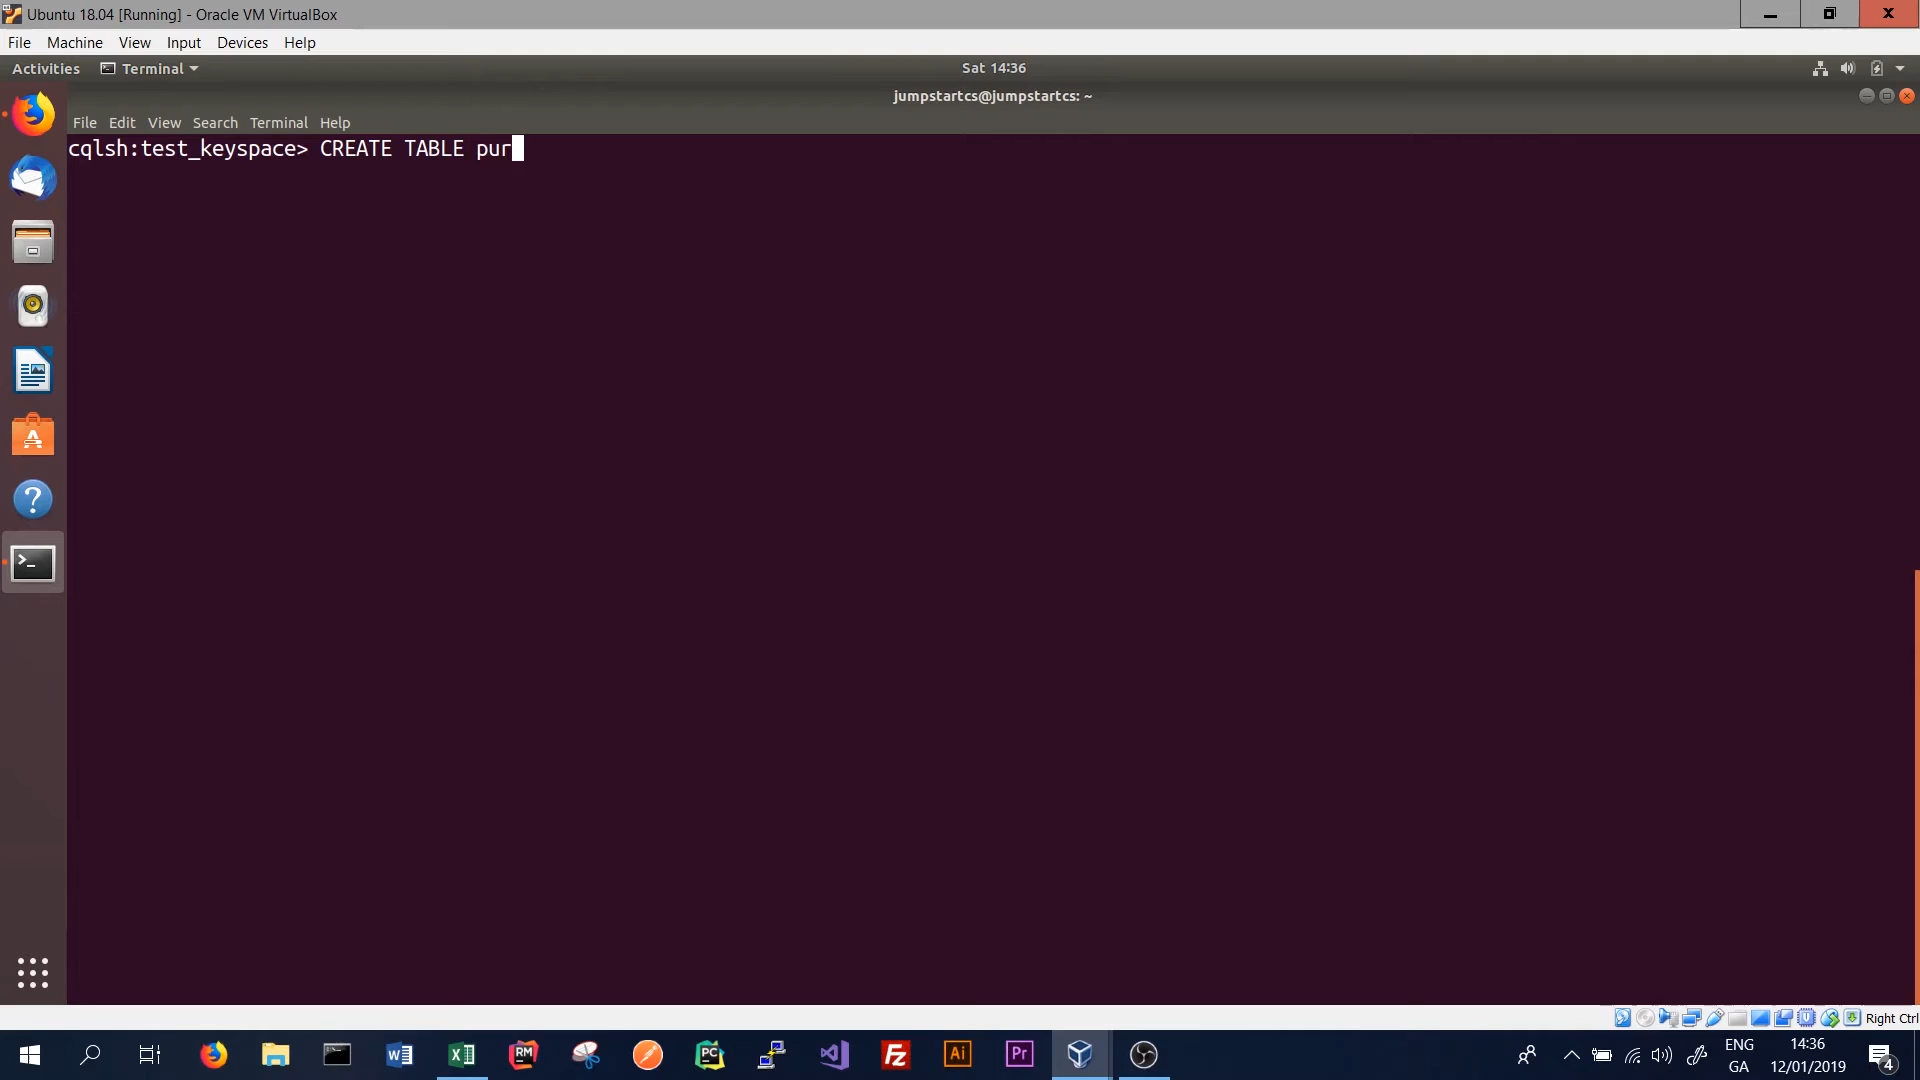 Ubuntu 18.04 [Running] - Oracle VM VirtualBox
File Machine View Input Devices Help
Activities Terminal Sat 14:36
jumpstartcs@jumpstartcs: ~
File Edit View Search Terminal Help
cqlsh:test_keyspace> CREATE TABLE pur
Right Ctrl
ENG 14:36
GA 12/01/2019 4